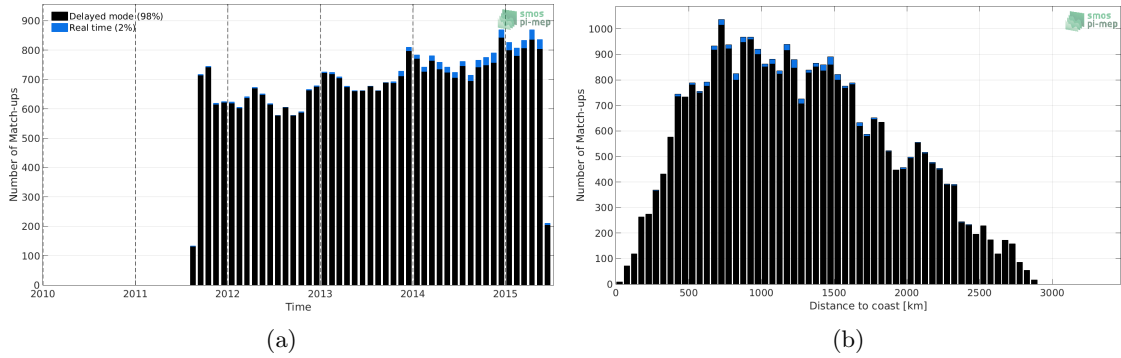 Delayed mode (98%)
Real time (2%)
smos
pi-mep
900
800
700
600
500
400
300
200
100
0
Number of Match-ups
2010
2011
2012
2013
2014
2015
Time
(a)
smos
pi-mep
1000
900
800
700
600
500
400
300
200
100
0
Number of Match-ups
0
500
1000
1500
2000
2500
3000
Distance to coast [km]
(b)